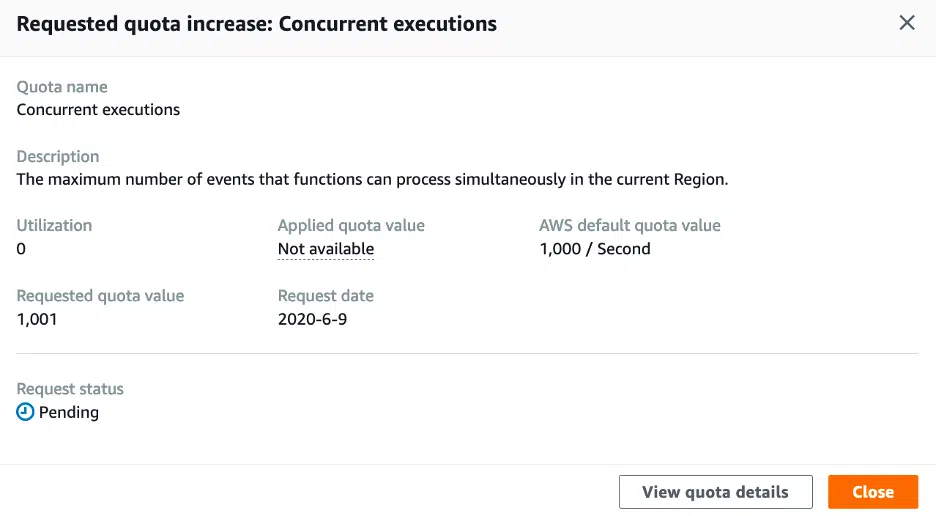 Requested quota increase: Concurrent executions
Quota name
Concurrent executions
Description
The maximum number of events that functions can process simultaneously in the current Region.
Utilization Applied quota value AWS default quota value
0 Not available 1,000 / Second
Requested quota value Request date
1,001 2020-6-9
Request status
Pending
View quota details Close